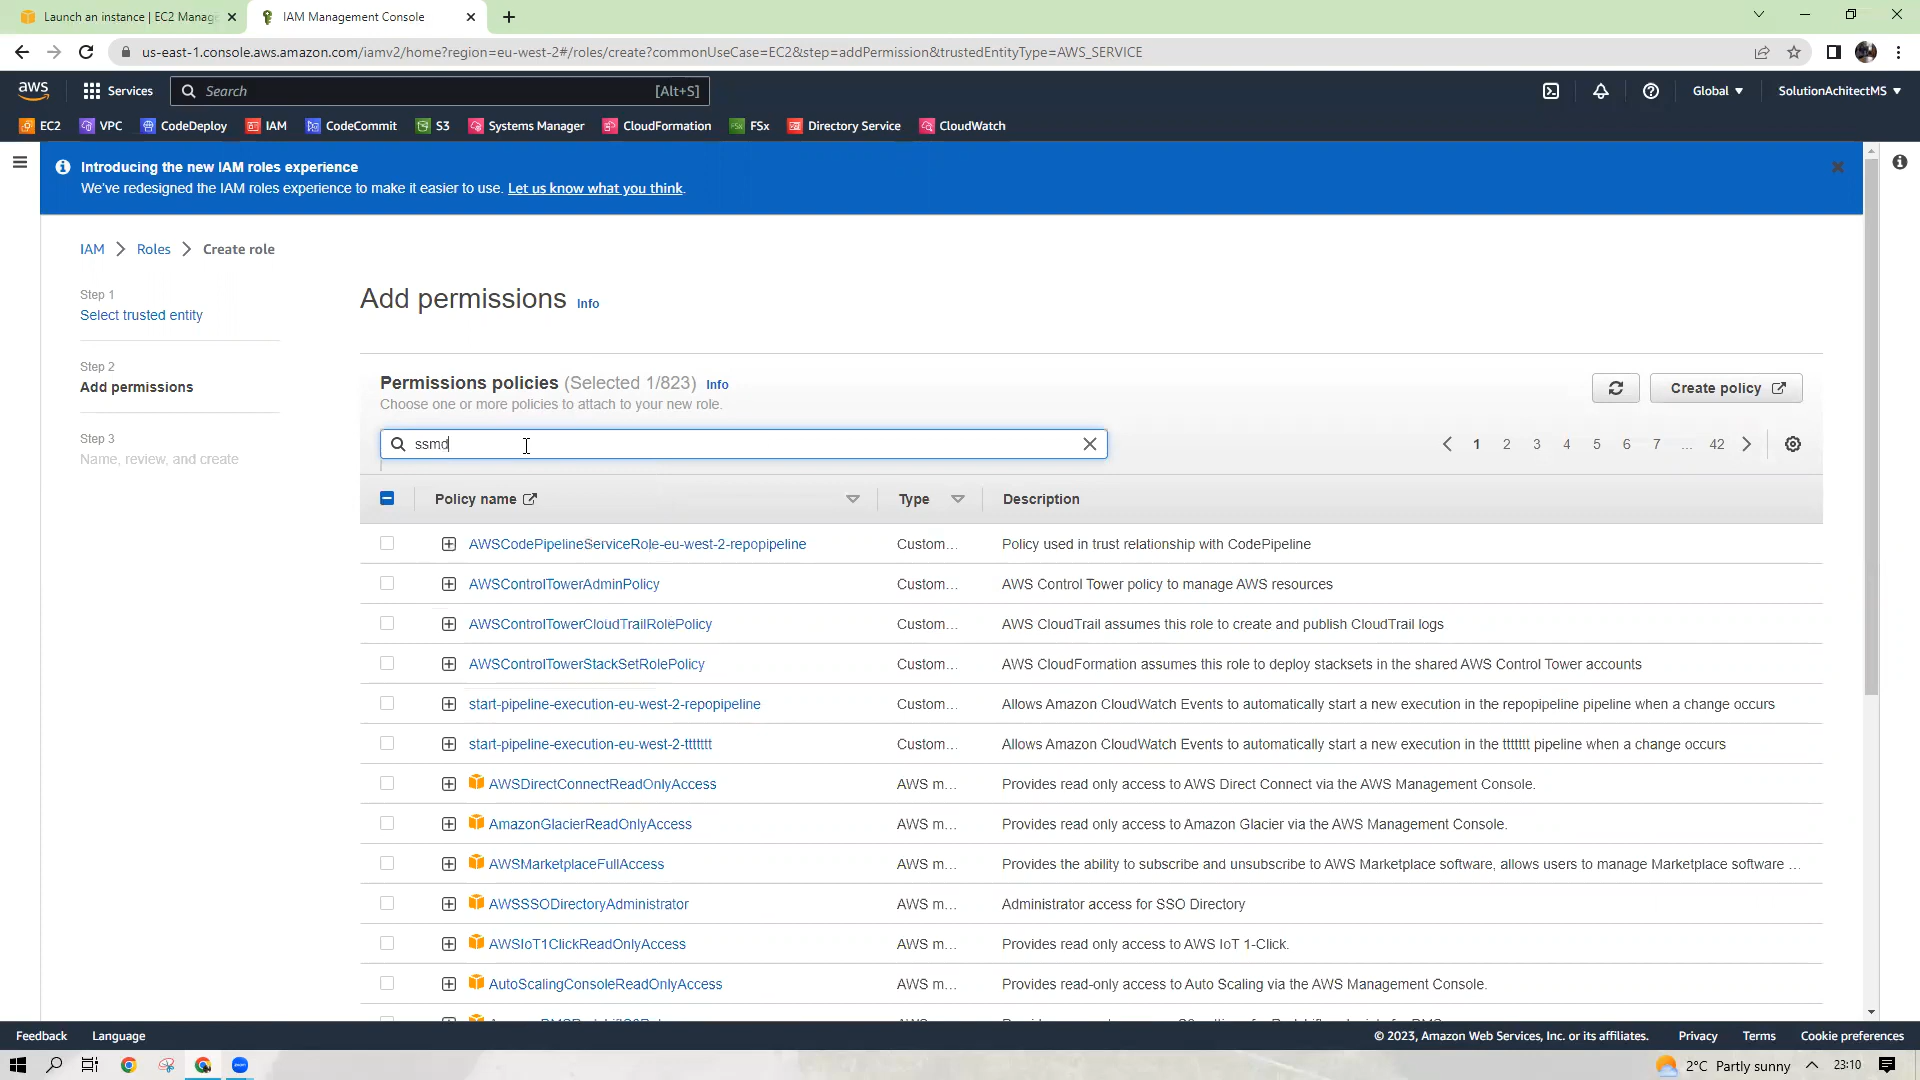 Launch an instance | EC2 Manag
IAM Management Console
us-east-1.console.aws.amazon.com/iamv2/home?region=eu-west-2#/roles/create?commonUseCase=EC2&step=addPermission&trustedEntityType=AWS_SERVICE
aws
Services
Search
[Alt+S]
Global
SolutionAchitectMS
EC2
VPC
CodeDeploy
IAM
CodeCommit
S3
Systems Manager
CloudFormation
FSx
Directory Service
CloudWatch
Introducing the new IAM roles experience
We've redesigned the IAM roles experience to make it easier to use. Let us know what you think.
IAM > Roles > Create role
Step 1
Select trusted entity
Step 2
Add permissions
Step 3
Name, review, and create
Add permissions Info
Permissions policies (Selected 1/823) Info
Choose one or more policies to attach to your new role.
Create policy
ssmd
1 2 3 4 5 6 7 ... 42
Policy name Type Description
AWSCodePipelineServiceRole-eu-west-2-repopipeline Custom... Policy used in trust relationship with CodePipeline
AWSControlTowerAdminPolicy Custom... AWS Control Tower policy to manage AWS resources
AWSControlTowerCloudTrailRolePolicy Custom... AWS CloudTrail assumes this role to create and publish CloudTrail logs
AWSControlTowerStackSetRolePolicy Custom... AWS CloudFormation assumes this role to deploy stacksets in the shared AWS Control Tower accounts
start-pipeline-execution-eu-west-2-repopipeline Custom... Allows Amazon CloudWatch Events to automatically start a new execution in the repopipeline pipeline when a change occurs
start-pipeline-execution-eu-west-2-ttttttt Custom... Allows Amazon CloudWatch Events to automatically start a new execution in the ttttttt pipeline when a change occurs
AWSDirectConnectReadOnlyAccess AWS m... Provides read only access to AWS Direct Connect via the AWS Management Console.
AmazonGlacierReadOnlyAccess AWS m... Provides read only access to Amazon Glacier via the AWS Management Console.
AWSMarketplaceFullAccess AWS m... Provides the ability to subscribe and unsubscribe to AWS Marketplace software, allows users to manage Marketplace software ...
AWSSSODirectoryAdministrator AWS m... Administrator access for SSO Directory
AWSIoT1ClickReadOnlyAccess AWS m... Provides read only access to AWS IoT 1-Click.
AutoScalingConsoleReadOnlyAccess AWS m... Provides read-only access to Auto Scaling via the AWS Management Console.
Feedback
Language
© 2023, Amazon Web Services, Inc. or its affiliates.
Privacy
Terms
Cookie preferences
2°C Partly sunny
23:10